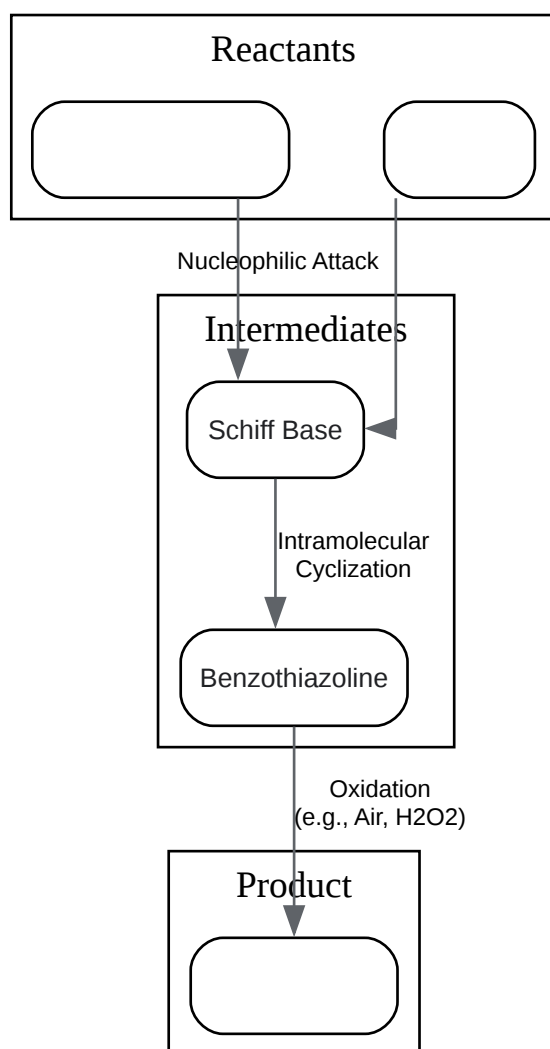 Reactants
Nucleophilic Attack
Intermediates
Schiff Base
Intramolecular
Cyclization
Benzothiazoline
Oxidation
(e.g., Air, H2O2)
Product